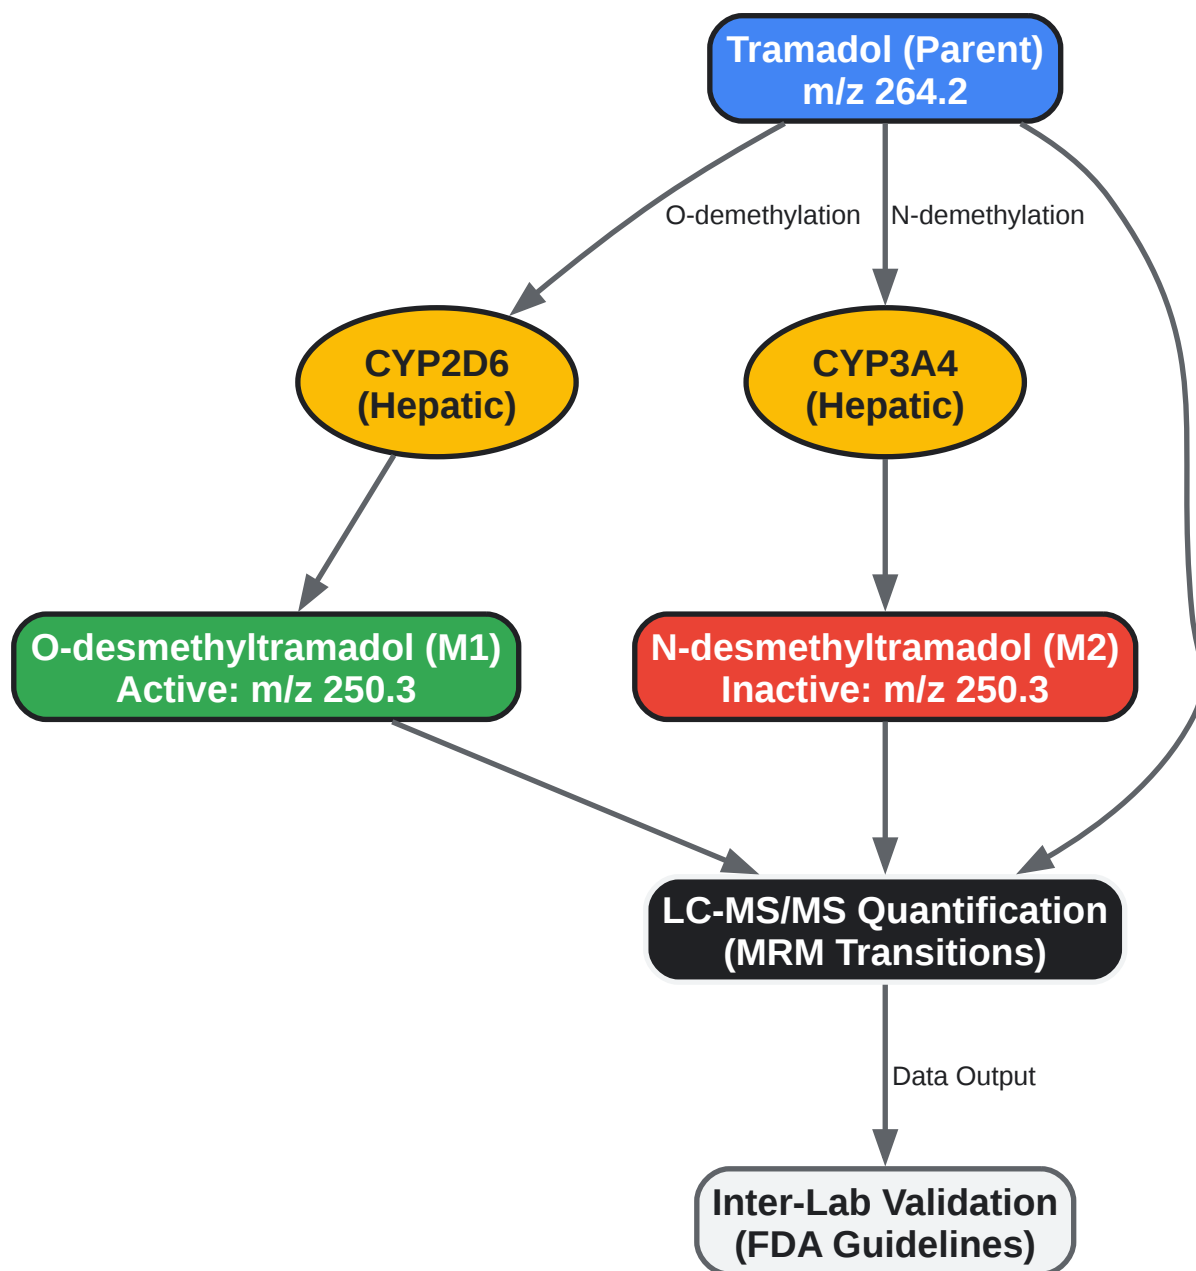 Tramadol (Parent)
m/z 264.2
O-demethylation
N-demethylation
CYP2D6
(Hepatic)
CYP3A4
(Hepatic)
O-desmethyltramadol (M1)
Active: m/z 250.3
N-desmethyltramadol (M2)
Inactive: m/z 250.3
LC-MS/MS Quantification
(MRM Transitions)
Data Output
Inter-Lab Validation
(FDA Guidelines)